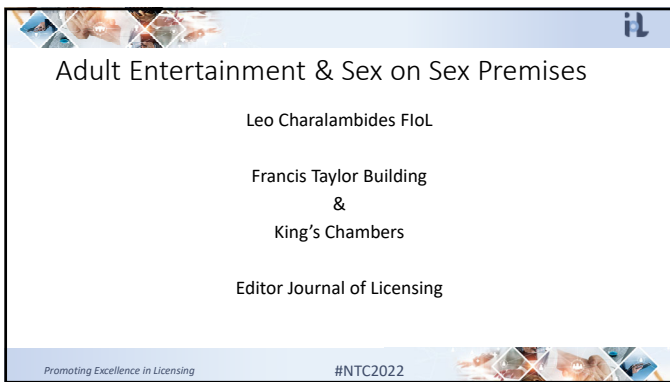 iol
Adult Entertainment & Sex on Sex Premises
Leo Charalambides FIoL
Francis Taylor Building
&
King's Chambers
Editor Journal of Licensing
Promoting Excellence in Licensing
#NTC2022